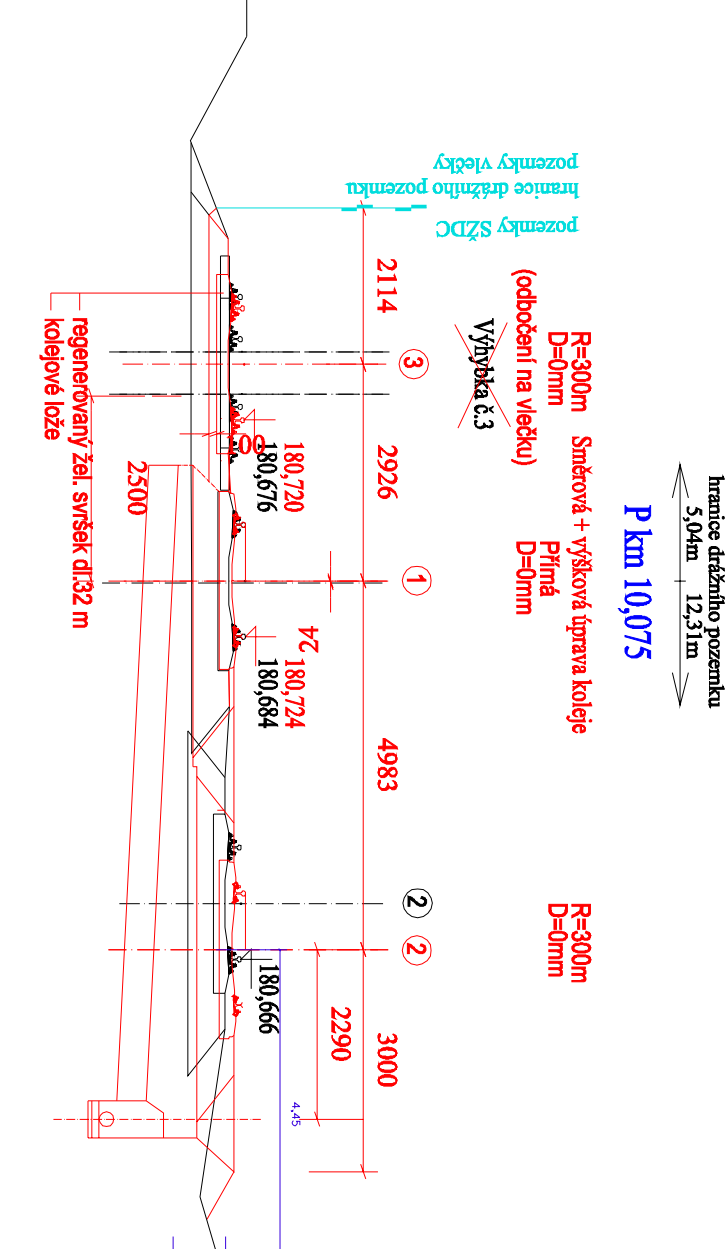 hranice drážního pozemku
5,04m 12,31m
P km 10,075
Směrová + výšková úprava koleje
R=300m
D=0mm
(odbočení na vlečku)
Výhybka č.3
Přímá
D=0mm
R=300m
D=0mm
pozemky vlečky
hranice drážního pozemku
pozemky SŽDC
3
1
2
2
2114
2926
4983
3000
2290
24
180,720
180,676
180,724
180,684
180,666
4,45
2500
regenerovaný žel. svršek dl.32 m
kolejové lože